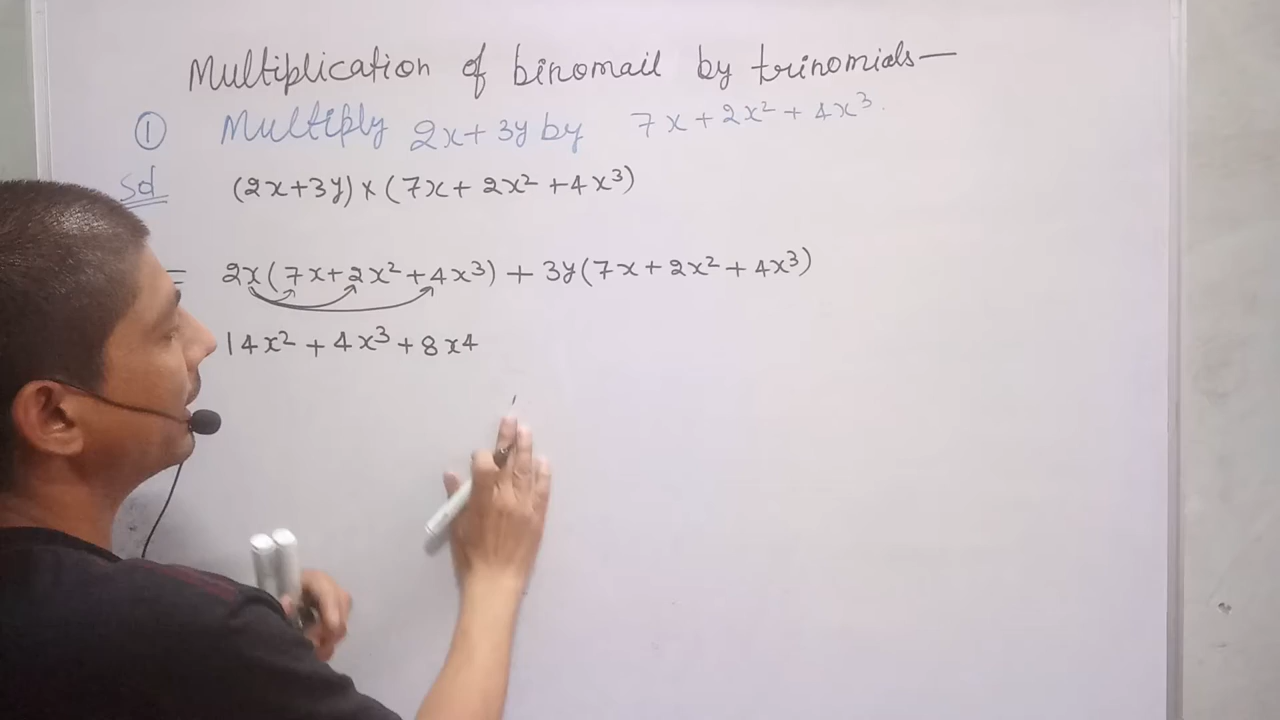 Multiplication of binomail by trinomials—
① Multiply 2x+3y by 7x+2x²+4x³.
Sol (2x+3y)×(7x+2x²+4x³)
= 2x(7x+2x²+4x³)+3y(7x+2x²+4x³)
14x²+4x³+8x4